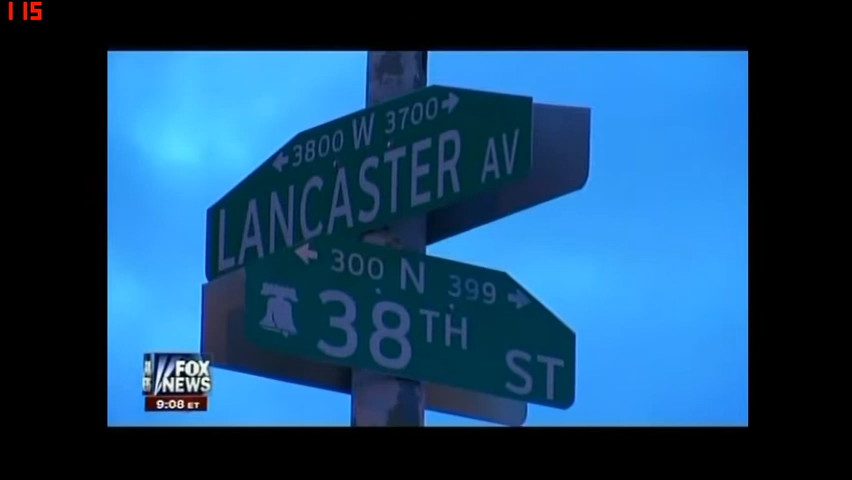 115
← 3800 W 3700 →
LANCASTER AV
← 300 N 399 →
38TH ST
FOX
NEWS
9:08 ET